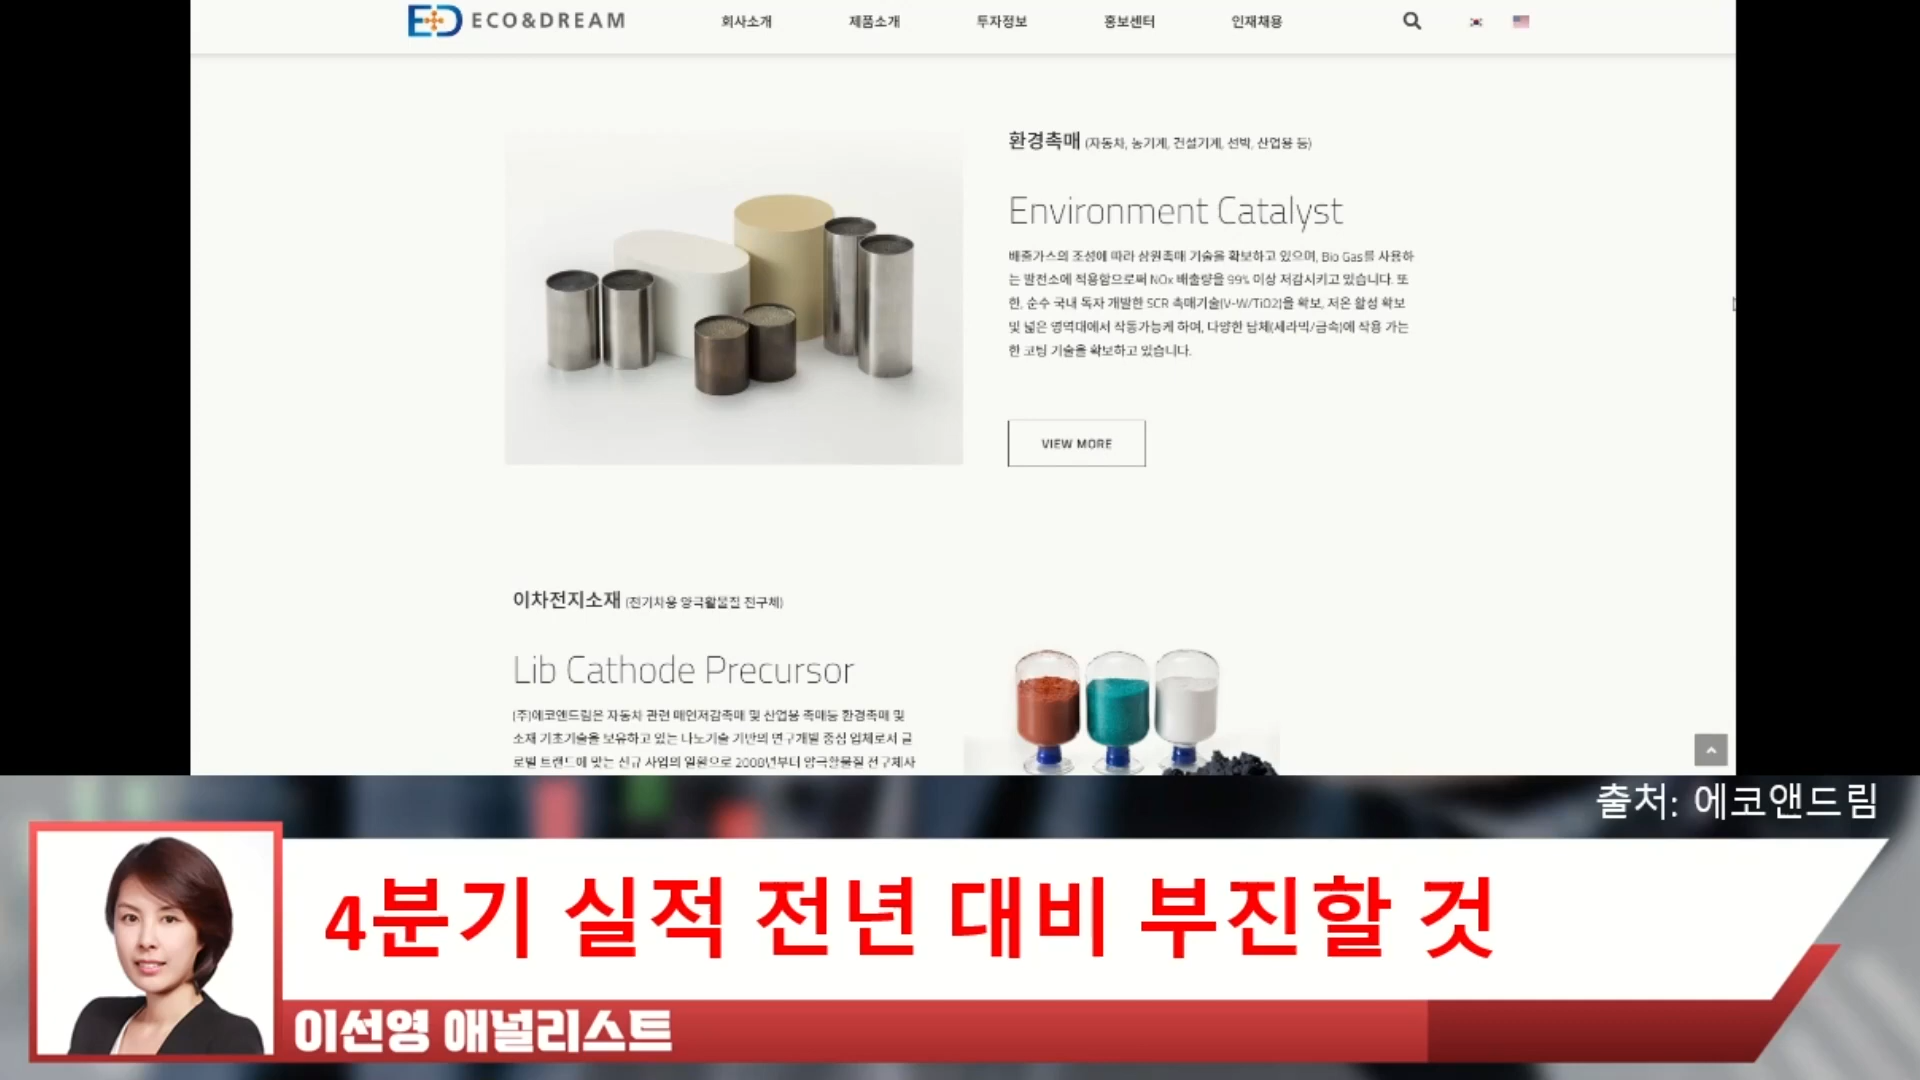 ECO&DREAM
회사소개 제품소개 투자정보 홍보센터 인재채용
환경촉매 (자동차, 농기계, 건설기계, 선박, 산업용 등)
Environment Catalyst
배출가스의 조성에 따라 삼원촉매 기술을 확보하고 있으며, Bio Gas를 사용하
는 발전소에 적용함으로써 NOx 배출량을 99% 이상 저감시키고 있습니다. 또
한, 순수 국내 독자 개발한 SCR 촉매기술(V-W/TiO2)을 확보, 저온 활성 확보
및 넓은 영역대에서 작동가능케 하여, 다양한 담체(세라믹/금속)에 적용 가능
한 코팅 기술을 확보하고 있습니다.
VIEW MORE
이차전지소재 (전기차용 양극활물질 전구체)
Lib Cathode Precursor
(주)에코앤드림은 자동차 관련 매연저감촉매 및 산업용 촉매등 환경촉매 및
소재 기초기술을 보유하고 있는 나노기술 기반의 연구개발 중심 업체로서 글
로벌 트랜드에 맞는 신규 사업의 일환으로 2008년부터 양극활물질 전구체사
출처: 에코앤드림
4분기 실적 전년 대비 부진할 것
이선영 애널리스트